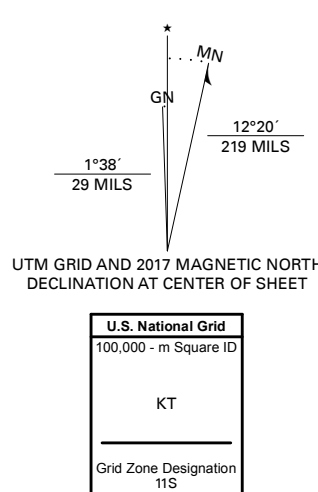 ★
MN
GN
12°20´
219 MILS
1°38´
29 MILS
UTM GRID AND 2017 MAGNETIC NORTH
DECLINATION AT CENTER OF SHEET
U.S. National Grid
100,000 - m Square ID
KT
Grid Zone Designation
11S